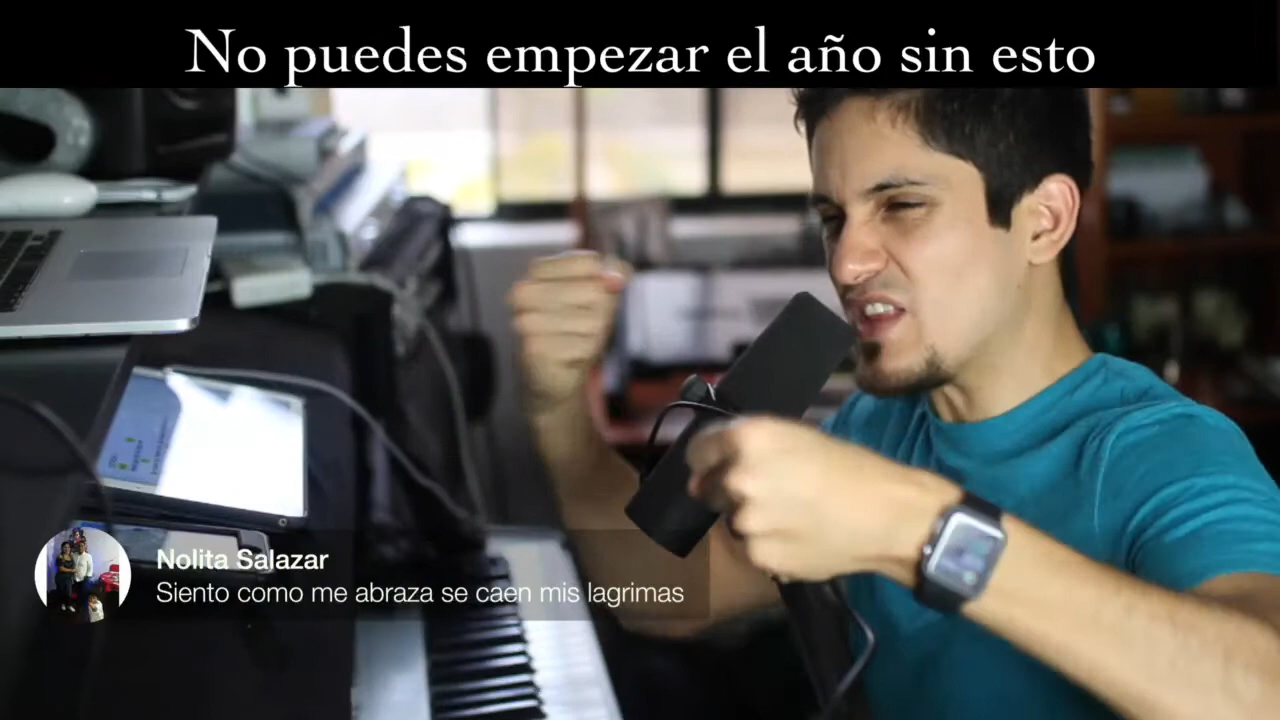 No puedes empezar el año sin esto
Nolita Salazar
Siento como me abraza se caen mis lagrimas